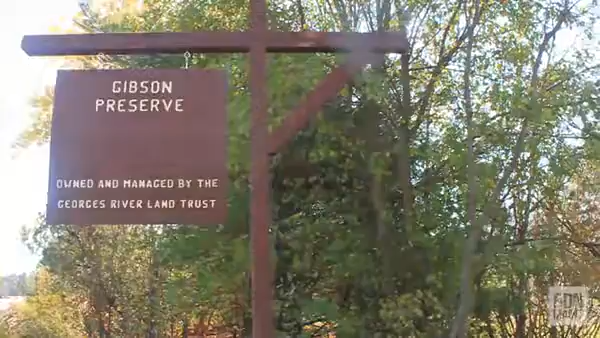 GIBSON
PRESERVE
OWNED AND MANAGED BY THE
GEORGES RIVER LAND TRUST